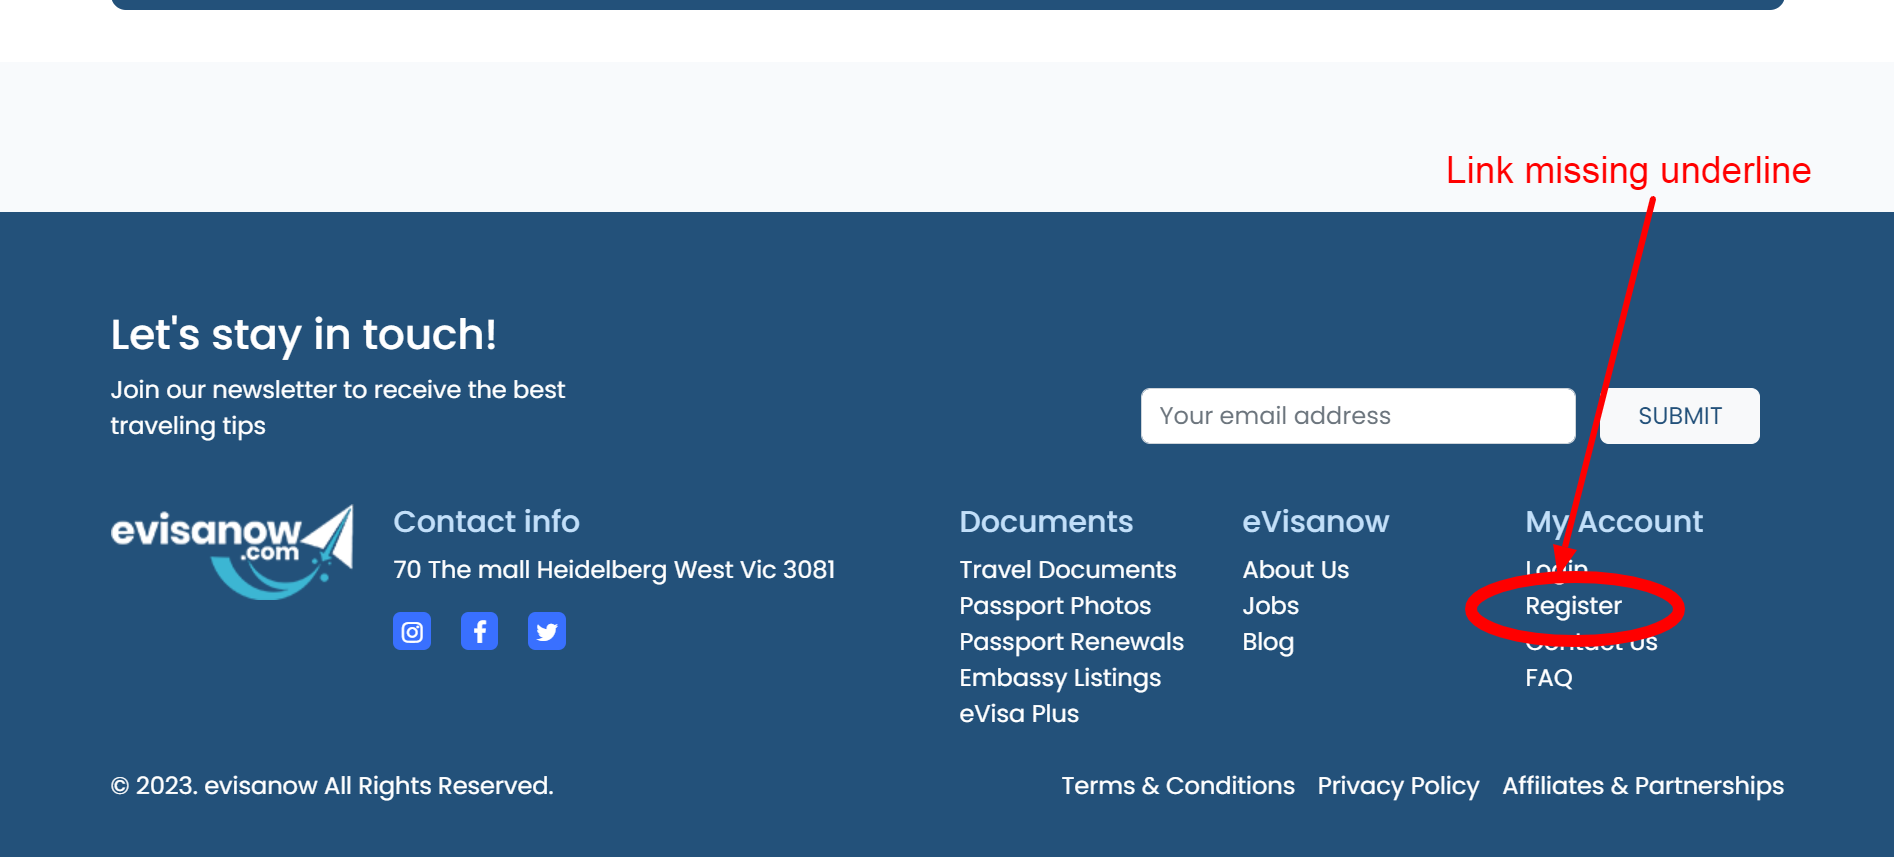 Link missing underline
Let's stay in touch!
Join our newsletter to receive the best
traveling tips
Your email address
SUBMIT
evisanow
.com
Contact info
70 The mall Heidelberg West Vic 3081
Documents
Travel Documents
Passport Photos
Passport Renewals
Embassy Listings
eVisa Plus
eVisanow
About Us
Jobs
Blog
My Account
Login
Register
Contact Us
FAQ
© 2023. evisanow All Rights Reserved.
Terms & Conditions Privacy Policy Affiliates & Partnerships